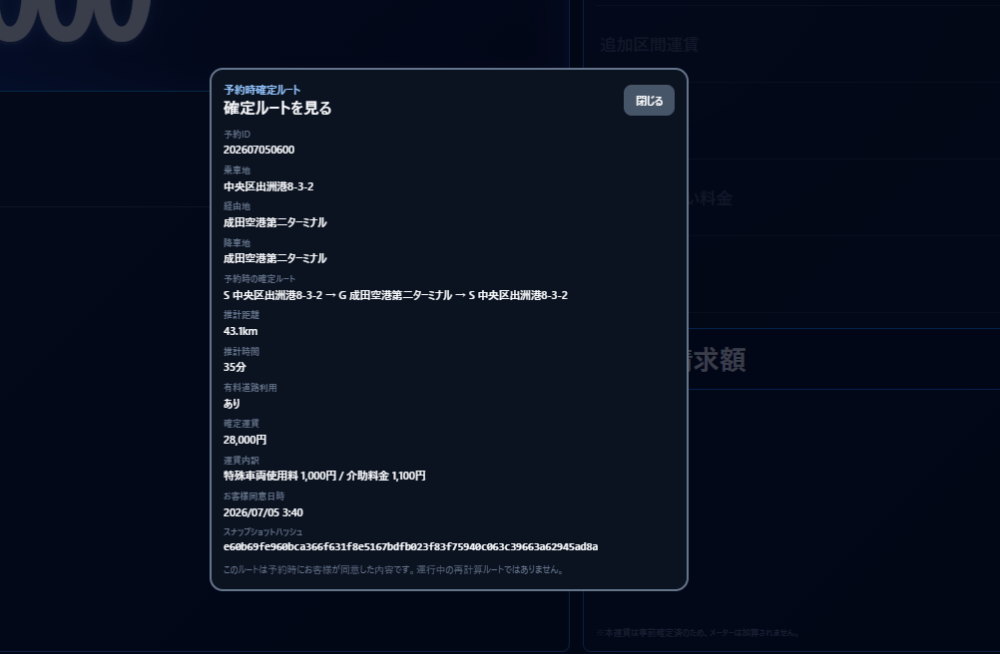 000
追加区間運賃
予約時確定ルート
確定ルートを見る
閉じる
予約ID
202607050600
乗車地
中央区出洲港8-3-2
経由地
成田空港第二ターミナル
い料金
降車地
成田空港第二ターミナル
予約時の確定ルート
S 中央区出洲港8-3-2 → G 成田空港第二ターミナル → S 中央区出洲港8-3-2
推計距離
43.1km
推計時間
35分
請求額
有料道路利用
あり
確定運賃
28,000円
運賃内訳
特殊車両使用料 1,000円 / 介助料金 1,100円
お客様同意日時
2026/07/05 3:40
スナップショットハッシュ
e60b69fe960bca366f631f8e5167bdfb023f83f75940c063c39663a62945ad8a
このルートは予約時にお客様が同意した内容です。運行中の再計算ルートではありません。
※本運賃は事前確定済のため、メーターは加算されません。